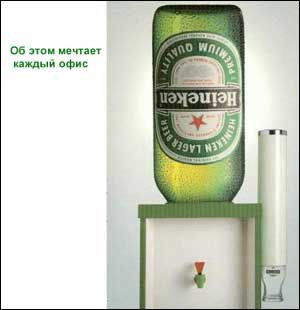 Об этом мечтает
каждый офис
PREMIUM QUALITY
Heineken
HEINEKEN LAGER BEER